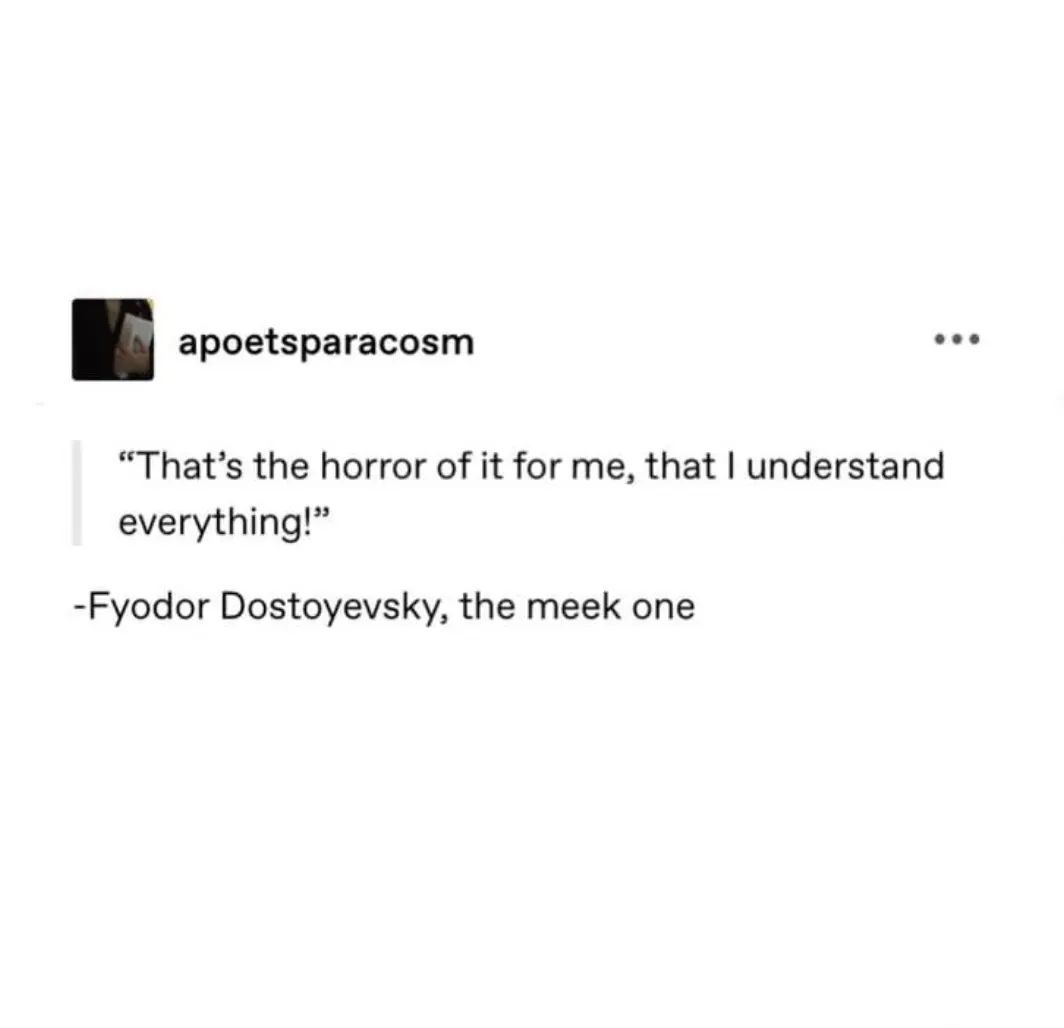 apoetsparacosm
“That’s the horror of it for me, that I understand
everything!”
-Fyodor Dostoyevsky, the meek one